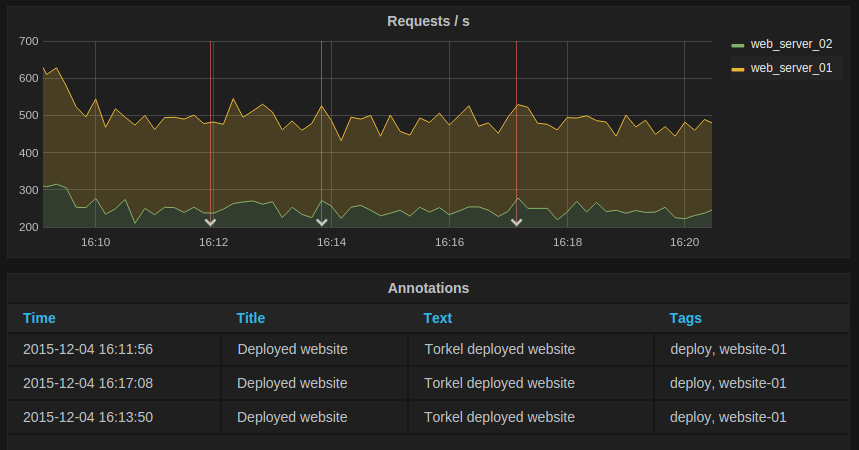 Requests / s
700
600
500
400
300
200
16:10
16:12
16:14
16:16
16:18
16:20
web_server_02
web_server_01
Annotations
Time Title Text Tags
2015-12-04 16:11:56 Deployed website Torkel deployed website deploy, website-01
2015-12-04 16:17:08 Deployed website Torkel deployed website deploy, website-01
2015-12-04 16:13:50 Deployed website Torkel deployed website deploy, website-01